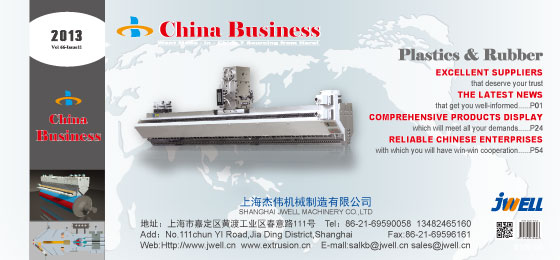 2013
Vol 66-Issue11
China
Business
China Business
Plastics & Rubber
EXCELLENT SUPPLIERS
that deserve your trust
THE LATEST NEWS
that get you well-informed......P01
COMPREHENSIVE PRODUCTS DISPLAY
which will meet all your demands......P24
RELIABLE CHINESE ENTERPRISES
with which you will have win-win cooperation......P54
JWELL
上海杰伟机械制造有限公司
SHANGHAI JWELL MACHINERY CO.,LTD
地址：上海市嘉定区黄渡工业区春意路111号 Tel: 86-21-69590058 13482465160
Add: No.111chun YI Road,Jia Ding District,Shanghai Fax:86-21-69596161
Web:Http://www.jwell.cn www.extrusion.cn E-mall:salkb@jwell.cn sales@jwell.cn